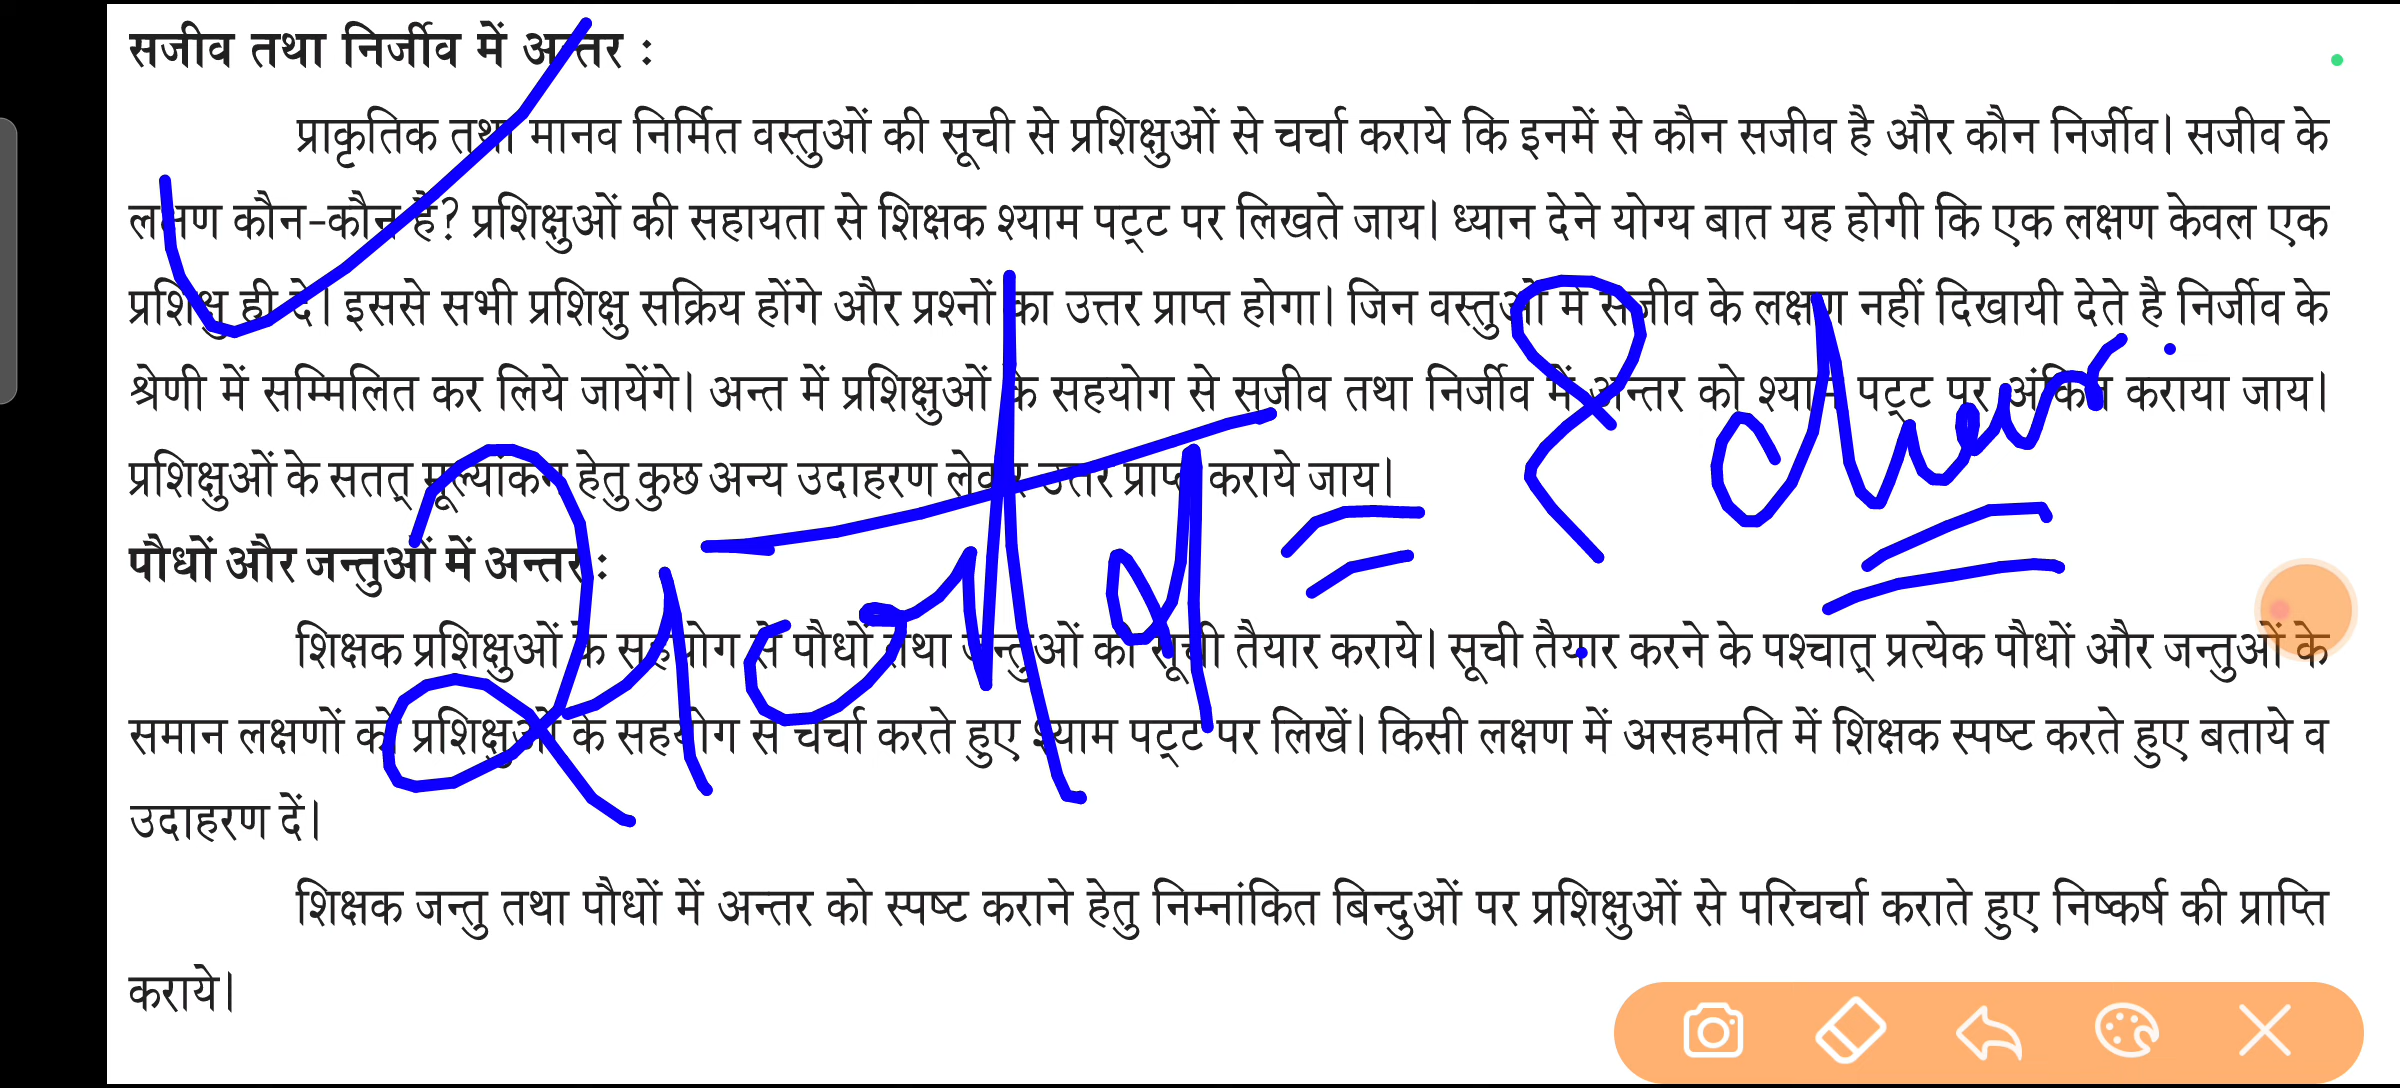 सजीव तथा निर्जीव में अन्तर :
प्राकृतिक तथा मानव निर्मित वस्तुओं की सूची से प्रशिक्षुओं से चर्चा कराये कि इनमें से कौन सजीव है और कौन निर्जीव। सजीव के
लक्षण कौन-कौन हैं? प्रशिक्षुओं की सहायता से शिक्षक श्याम पट्ट पर लिखते जाय। ध्यान देने योग्य बात यह होगी कि एक लक्षण केवल एक
प्रशिक्षु ही दे। इससे सभी प्रशिक्षु सक्रिय होंगे और प्रश्नों का उत्तर प्राप्त होगा। जिन वस्तुओं में सजीव के लक्षण नहीं दिखायी देते है निर्जीव के
श्रेणी में सम्मिलित कर लिये जायेंगे। अन्त में प्रशिक्षुओं के सहयोग से सजीव तथा निर्जीव में अन्तर को श्याम पट्ट पर अंकित कराया जाय।
प्रशिक्षुओं के सतत् मूल्यांकन हेतु कुछ अन्य उदाहरण लेकर उत्तर प्राप्त कराये जाय।
पौधों और जन्तुओं में अन्तर :
शिक्षक प्रशिक्षुओं के सहयोग से पौधों तथा जन्तुओं की सूची तैयार कराये। सूची तैयार करने के पश्चात् प्रत्येक पौधों और जन्तुओं के
समान लक्षणों को प्रशिक्षुओं के सहयोग से चर्चा करते हुए श्याम पट्ट पर लिखें। किसी लक्षण में असहमति में शिक्षक स्पष्ट करते हुए बताये व
उदाहरण दें।
शिक्षक जन्तु तथा पौधों में अन्तर को स्पष्ट कराने हेतु निम्नांकित बिन्दुओं पर प्रशिक्षुओं से परिचर्चा कराते हुए निष्कर्ष की प्राप्ति
कराये।